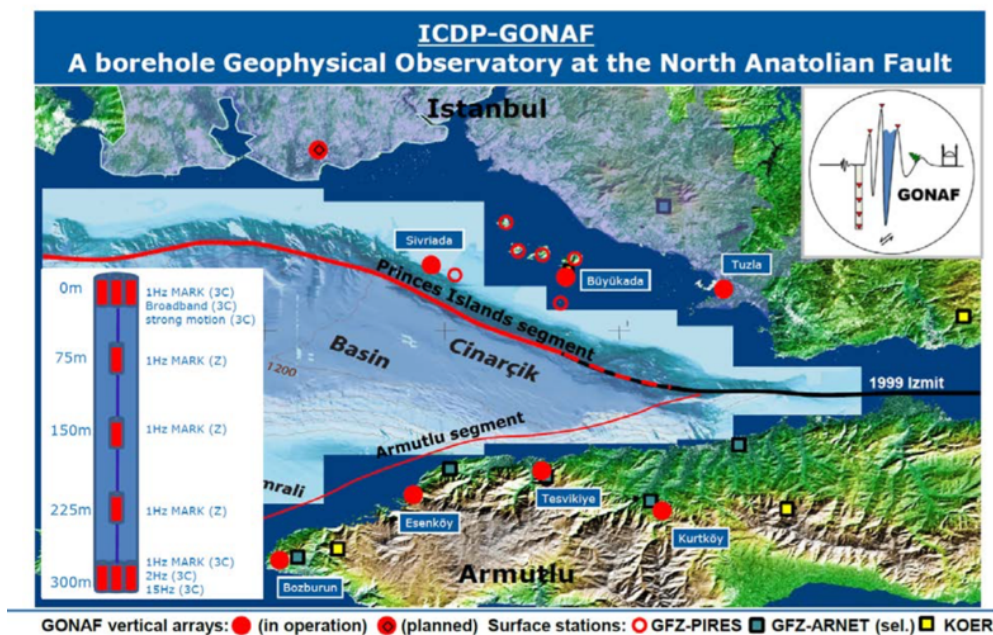 ICDP-GONAF
A borehole Geophysical Observatory at the North Anatolian Fault
Istanbul
GONAF
Sivriada
Büyükada
Tuzla
Princes Islands segment
Basin
Cinarçik
1200
1999 Izmit
Armutlu segment
mrali
Esenköy
Tesvikiye
Kurtköy
Bozburun
Armutlu
0m
1Hz MARK (3C)
Broadband (3C)
strong motion (3C)
75m
1Hz MARK (Z)
150m
1Hz MARK (Z)
225m
1Hz MARK (Z)
300m
1Hz MARK (3C)
2Hz (3C)
15Hz (3C)
GONAF vertical arrays: (in operation) (planned) Surface stations: GFZ-PIRES GFZ-ARNET (sel.) KOER